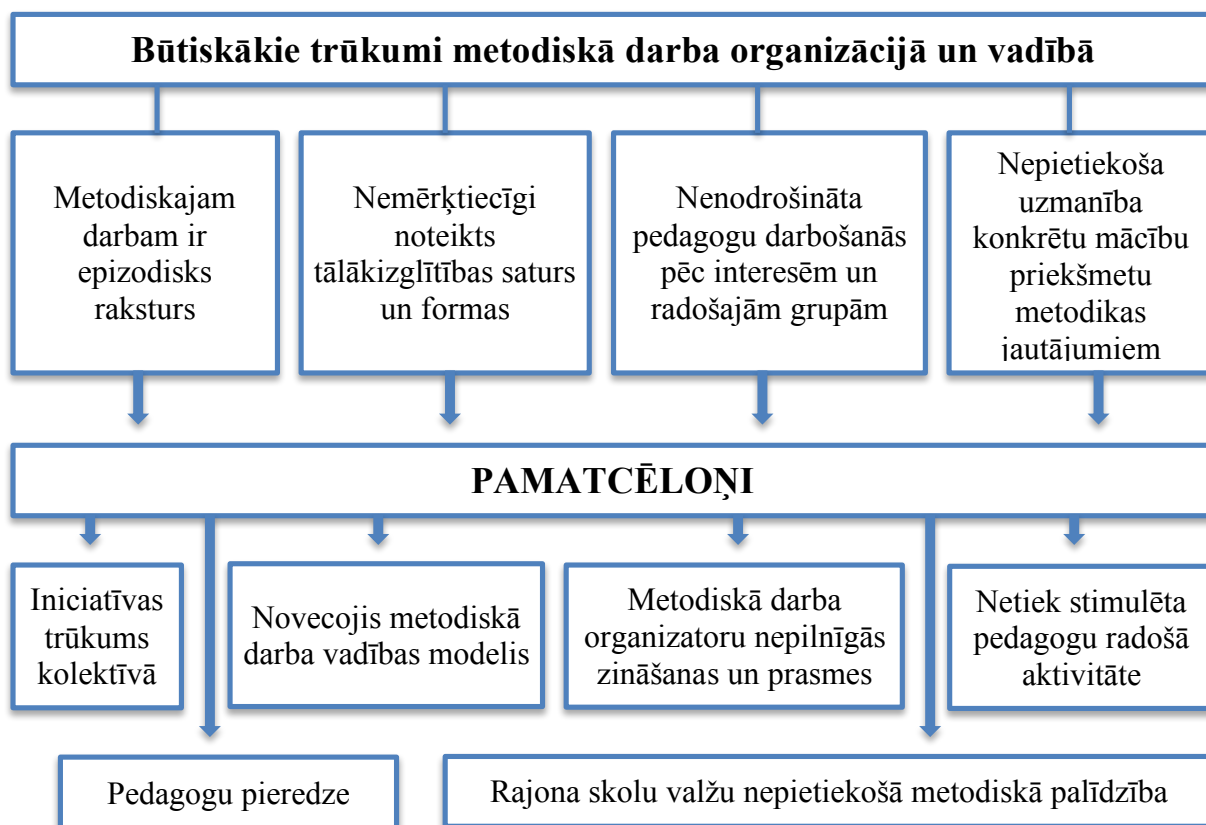 Būtiskākie trūkumi metodiskā darba organizācijā un vadībā
Metodiskajam
darbam ir
epizodisks
raksturs
Nemērķtiecīgi
noteikts
tālākizglītības saturs
un formas
Nenodrošināta
pedagogu darbošanās
pēc interesēm un
radošajām grupām
Nepietiekoša
uzmanība
konkrētu mācību
priekšmetu
metodikas
jautājumiem
PAMATCĒLOŅI
Iniciatīvas
trūkums
kolektīvā
Novecojis metodiskā
darba vadības modelis
Metodiskā darba
organizatoru nepilnīgās
zināšanas un prasmes
Netiek stimulēta
pedagogu radošā
aktivitāte
Pedagogu pieredze
Rajona skolu valžu nepietiekošā metodiskā palīdzība